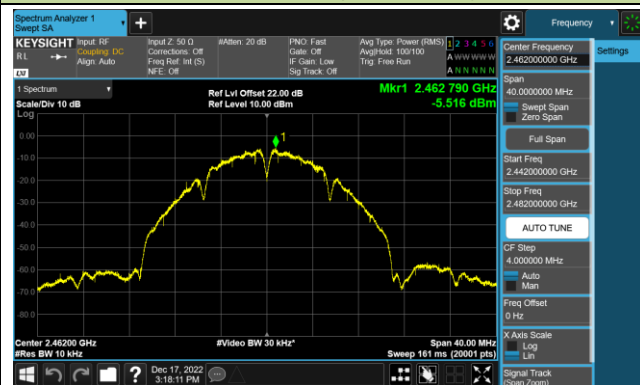 Spectrum Analyzer 1
Swept SA
+
Frequency
KEYSIGHT
RL
LXI
Input: RF
Coupling: DC
Align: Auto
Input Z: 50 Ω
Corrections: Off
Freq Ref: Int (S)
NFE: Off
#Atten: 20 dB
PNO: Fast
Gate: Off
IF Gain: Low
Sig Track: Off
Avg Type: Power (RMS)
Avg|Hold: 100/100
Trig: Free Run
1 2 3 4 5 6
A W W W W W
A N N N N N
1 Spectrum
Scale/Div 10 dB
Log
Ref Lvl Offset 22.00 dB
Ref Level 10.00 dBm
Mkr1 2.462 790 GHz
-5.516 dBm
1
0.00
-10.0
-20.0
-30.0
-40.0
-50.0
-60.0
-70.0
-80.0
Center 2.46200 GHz
#Res BW 10 kHz
#Video BW 30 kHz*
Span 40.00 MHz
Sweep 161 ms (20001 pts)
Center Frequency
2.462000000 GHz
Settings
Span
40.0000000 MHz
Swept Span
Zero Span
Full Span
Start Freq
2.442000000 GHz
Stop Freq
2.482000000 GHz
AUTO TUNE
CF Step
4.000000 MHz
Auto
Man
Freq Offset
0 Hz
X Axis Scale
Log
Lin
Signal Track
(Span Zoom)
?
Dec 17, 2022
3:18:11 PM